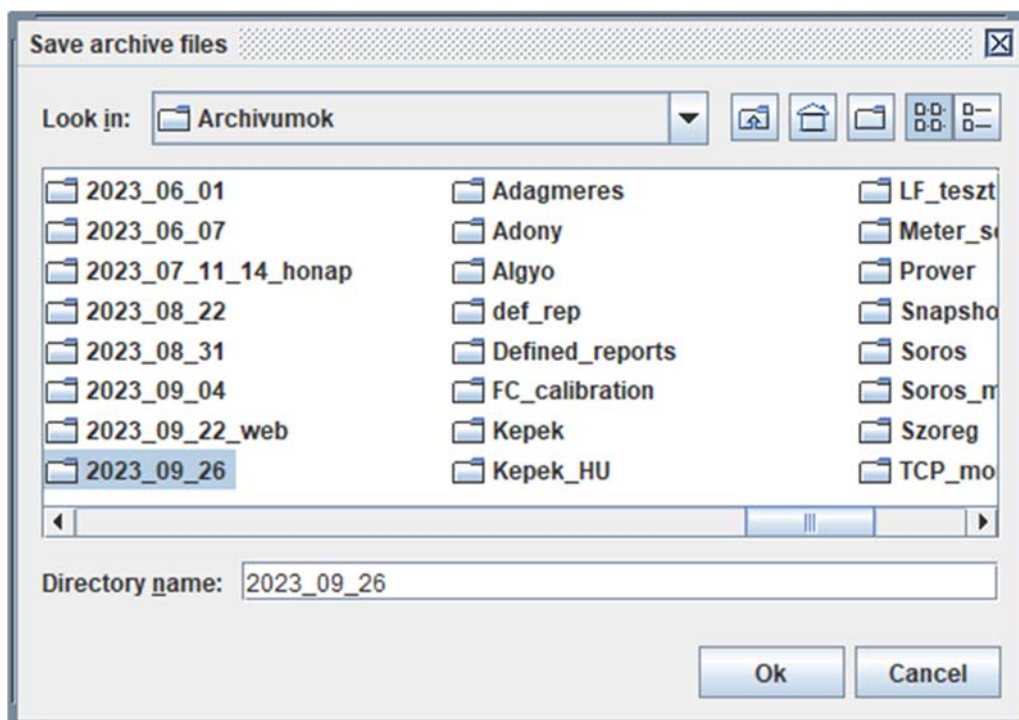 Save archive files
Look in: Archivumok
2023_06_01
2023_06_07
2023_07_11_14_honap
2023_08_22
2023_08_31
2023_09_04
2023_09_22_web
2023_09_26
Adagmeres
Adony
Algyo
def_rep
Defined_reports
FC_calibration
Kepek
Kepek_HU
LF_teszt
Meter_s
Prover
Snapsho
Soros
Soros_m
Szoreg
TCP_mo
Directory name: 2023_09_26
Ok Cancel